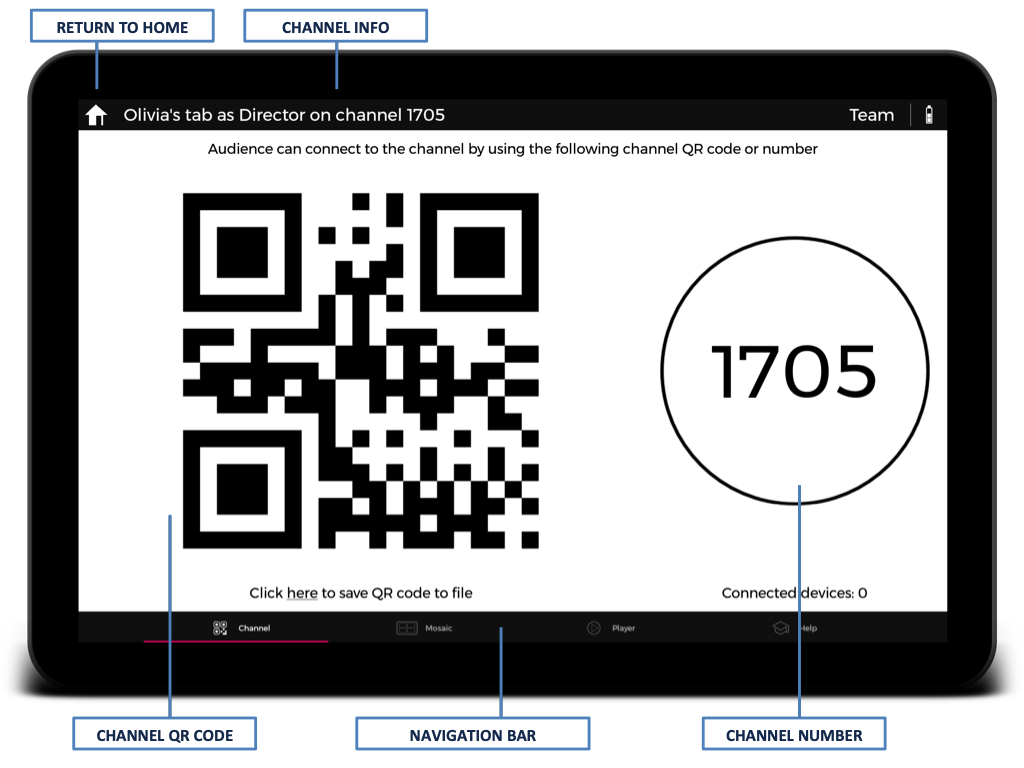 RETURN TO HOME
CHANNEL INFO
Olivia's tab as Director on channel 1705
Team
Audience can connect to the channel by using the following channel QR code or number
1705
Click here to save QR code to file
Connected devices: 0
Channel
Mosaic
Player
Help
CHANNEL QR CODE
NAVIGATION BAR
CHANNEL NUMBER